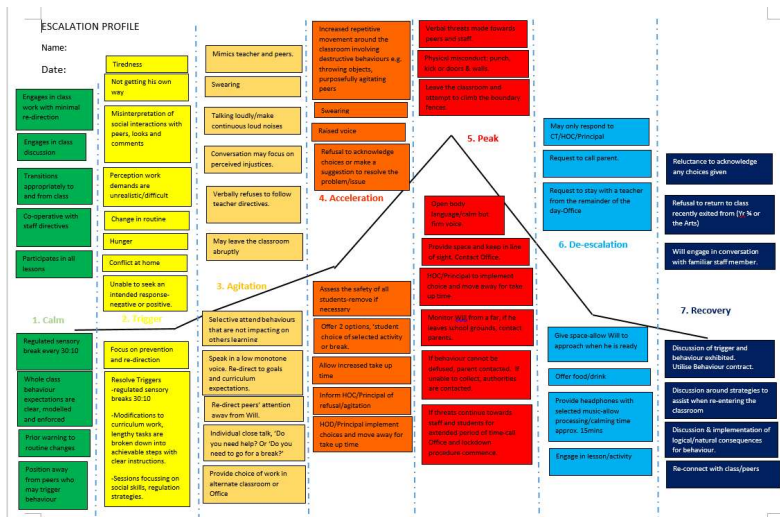 ESCALATION PROFILE
Name:
Date:
Engages in class
work with minimal
re-direction
Engages in class
discussion
Transitions
appropriately to
and from class
Co-operative with
staff directives
Participates in all
lessons
1. Calm
Regulated sensory
break every 30:10
Whole class
behaviour
expectations are
clear, modelled
and enforced
Prior warning to
routine changes
Position away
from peers who
may trigger
behaviour
Tiredness
Not getting his own
way
Misinterpretation of
social interactions with
peers, looks and
comments
Perception work
demands are
unrealistic/difficult
Change in routine
Hunger
Conflict at home
Unable to seek an
intended response-
negative or positive.
2. Trigger
Focus on prevention
and re-direction
Resolve Triggers
-regulated sensory
breaks 30:10
-Modifications to
curriculum work,
lengthy tasks are
broken down into
achievable steps with
clear instructions.
-Sessions focussing on
social skills, regulation
strategies.
Mimics teacher and peers.
Swearing
Talking loudly/make
continuous loud noises
Conversation may focus on
perceived injustices.
Verbally refuses to follow
teacher directives.
May leave the classroom
abruptly
3. Agitation
Selective attend behaviours
that are not impacting on
others learning
Speak in a low monotone
voice. Re-direct to goals and
curriculum expectations.
Re-direct peers' attention
away from Will.
Individual close talk, 'Do
you need help? Or 'Do you
need to go for a break?'
Provide choice of work in
alternate classroom or
Office
Increased repetitive
movement around the
classroom involving
destructive behaviours e.g.
throwing objects,
purposefully agitating
peers
Swearing
Raised voice
Refusal to acknowledge
choices or make a
suggestion to resolve the
problem/issue
4. Acceleration
Assess the safety of all
students-remove if
necessary
Offer 2 options, 'student
choice of selected activity
or break.
Allow increased take up
time
Inform HOC/Principal of
refusal/agitation
HOD/Principal implement
choices and move away for
take up time
Verbal threats made towards
peers and staff.
Physical misconduct: punch,
kick or doors & walls.
Leave the classroom and
attempt to climb the boundary
fences.
5. Peak
Open body
language/calm but
firm voice.
Provide space and keep in line
of sight. Contact Office.
HOC/Principal to implement
choice and move away for take
up time
Monitor Will from a far; if he
leaves school grounds, contact
parents.
If behaviour cannot be
defused, parent contacted. If
unable to collect, authorities
are contacted.
If threats continue towards
staff and students for
extended period of time-call
Office and lockdown
procedure commence.
May only respond to
CT/HOC/Principal
Request to call parent.
Request to stay with a teacher
from the remainder of the
day-Office
6. De-escalation
Give space-allow Will to
approach when he is ready
Offer food/drink
Provide headphones with
selected music-allow
processing/calming time
approx. 15mins
Engage in lesson/activity
Reluctance to acknowledge
any choices given
Refusal to return to class
recently exited from (Yr ¾ or
the Arts)
Will engage in conversation
with familiar staff member.
7. Recovery
Discussion of trigger and
behaviour exhibited.
Utilise Behaviour contract.
Discussion around strategies to
assist when re-entering the
classroom
Discussion & implementation of
logical/natural consequences
for behaviour.
Re-connect with class/peers